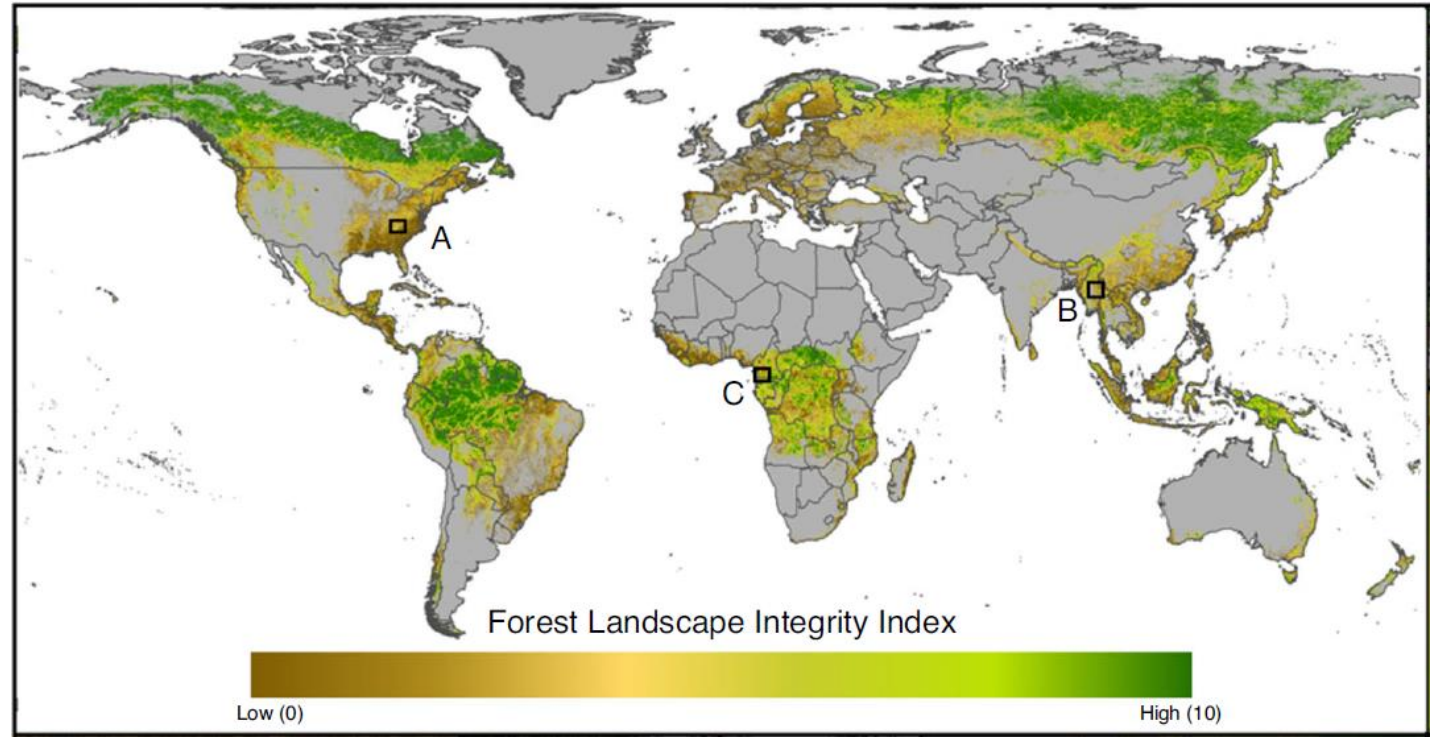 A
B
C
Forest Landscape Integrity Index
Low (0)
High (10)